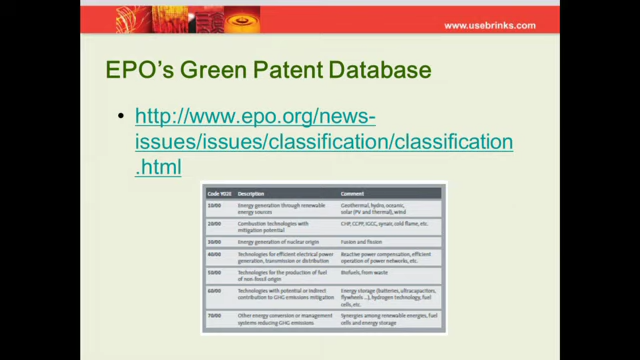 www.usebrinks.com
EPO's Green Patent Database
• http://www.epo.org/news-
issues/issues/classification/classification
.html
Code Y02E Description Comment
10/00 Energy generation through renewable Geothermal, hydro, oceanic,
energy sources solar (PV and thermal), wind
20/00 Combustion technologies with CHP, CCPP, IGCC, synair, cold flame, etc.
mitigation potential
30/00 Energy generation of nuclear origin Fusion and fission
40/00 Technologies for efficient electrical power Reactive power compensation, efficient
generation, transmission or distribution operation of power networks, etc.
50/00 Technologies for the production of fuel Biofuels, from waste
of non-fossil origin
60/00 Technologies with potential or indirect Energy storage (batteries, ultracapacitors,
contribution to GHG emissions mitigation flywheels ...), hydrogen technology, fuel
cells, etc.
70/00 Other energy conversion or management Synergies among renewable energies, fuel
systems reducing GHG emissions cells and energy storage